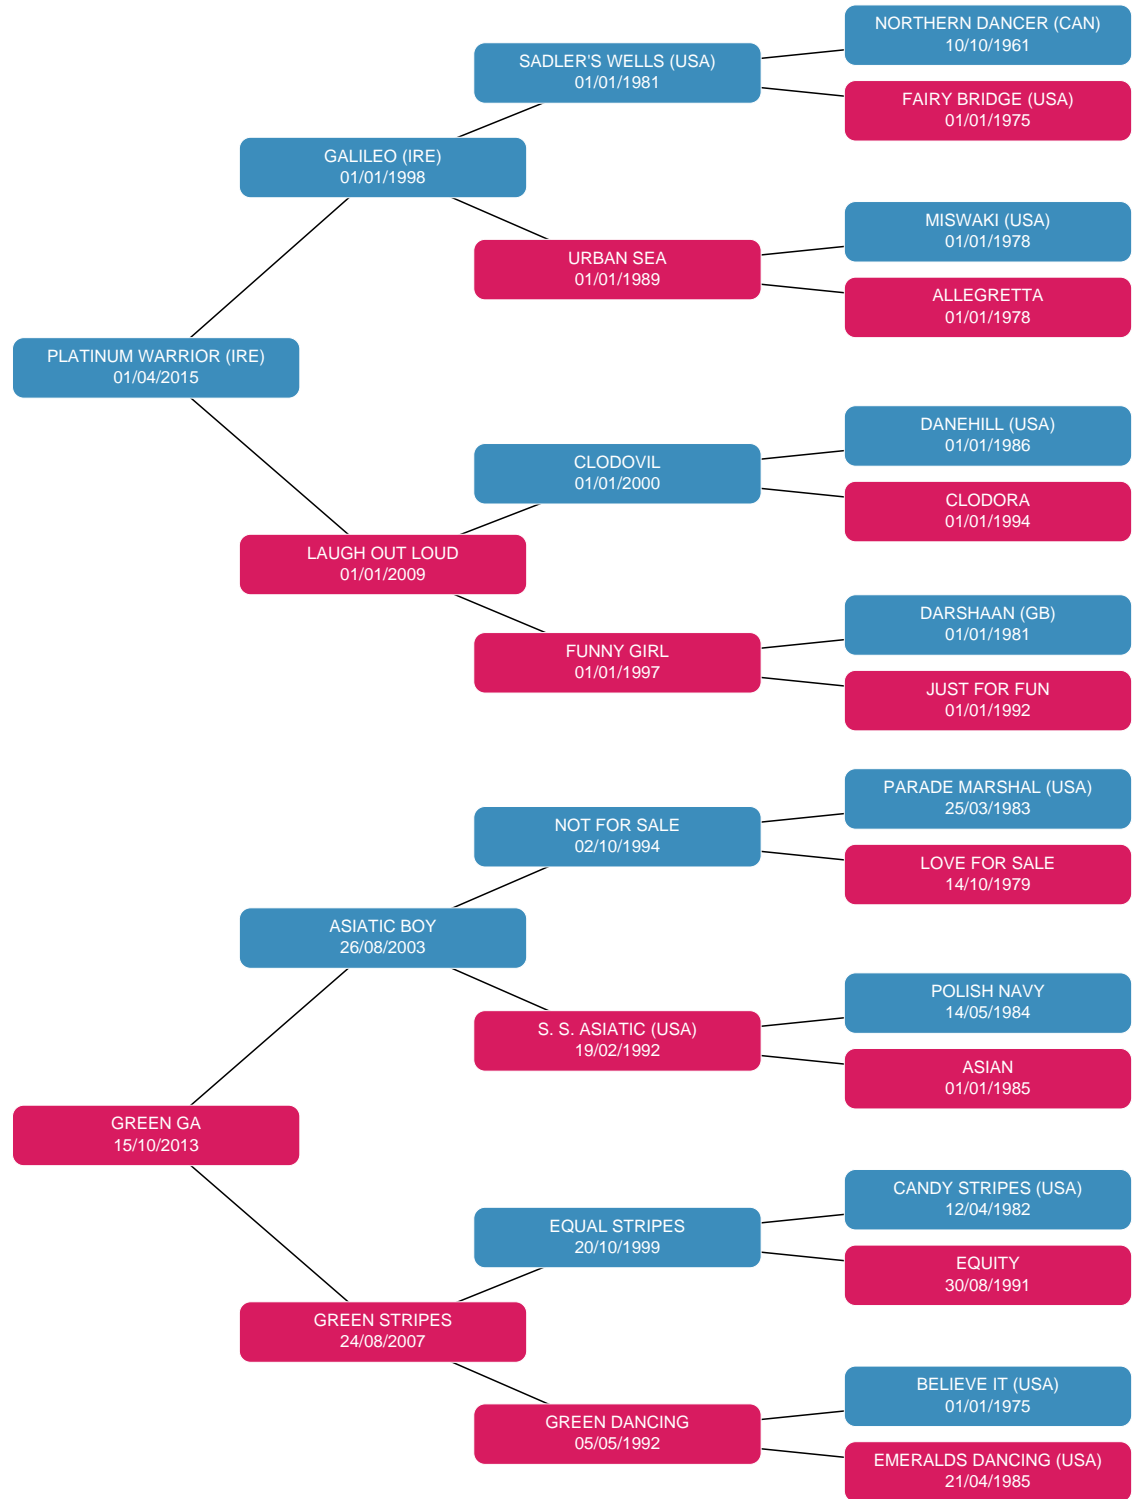 NORTHERN DANCER (CAN)
10/10/1961
SADLER'S WELLS (USA)
01/01/1981
FAIRY BRIDGE (USA)
01/01/1975
GALILEO (IRE)
01/01/1998
MISWAKI (USA)
01/01/1978
URBAN SEA
01/01/1989
ALLEGRETTA
01/01/1978
PLATINUM WARRIOR (IRE)
01/04/2015
DANEHILL (USA)
01/01/1986
CLODOVIL
01/01/2000
CLODORA
01/01/1994
LAUGH OUT LOUD
01/01/2009
DARSHAAN (GB)
01/01/1981
FUNNY GIRL
01/01/1997
JUST FOR FUN
01/01/1992
PARADE MARSHAL (USA)
25/03/1983
NOT FOR SALE
02/10/1994
LOVE FOR SALE
14/10/1979
ASIATIC BOY
26/08/2003
POLISH NAVY
14/05/1984
S. S. ASIATIC (USA)
19/02/1992
ASIAN
01/01/1985
GREEN GA
15/10/2013
CANDY STRIPES (USA)
12/04/1982
EQUAL STRIPES
20/10/1999
EQUITY
30/08/1991
GREEN STRIPES
24/08/2007
BELIEVE IT (USA)
01/01/1975
GREEN DANCING
05/05/1992
EMERALDS DANCING (USA)
21/04/1985